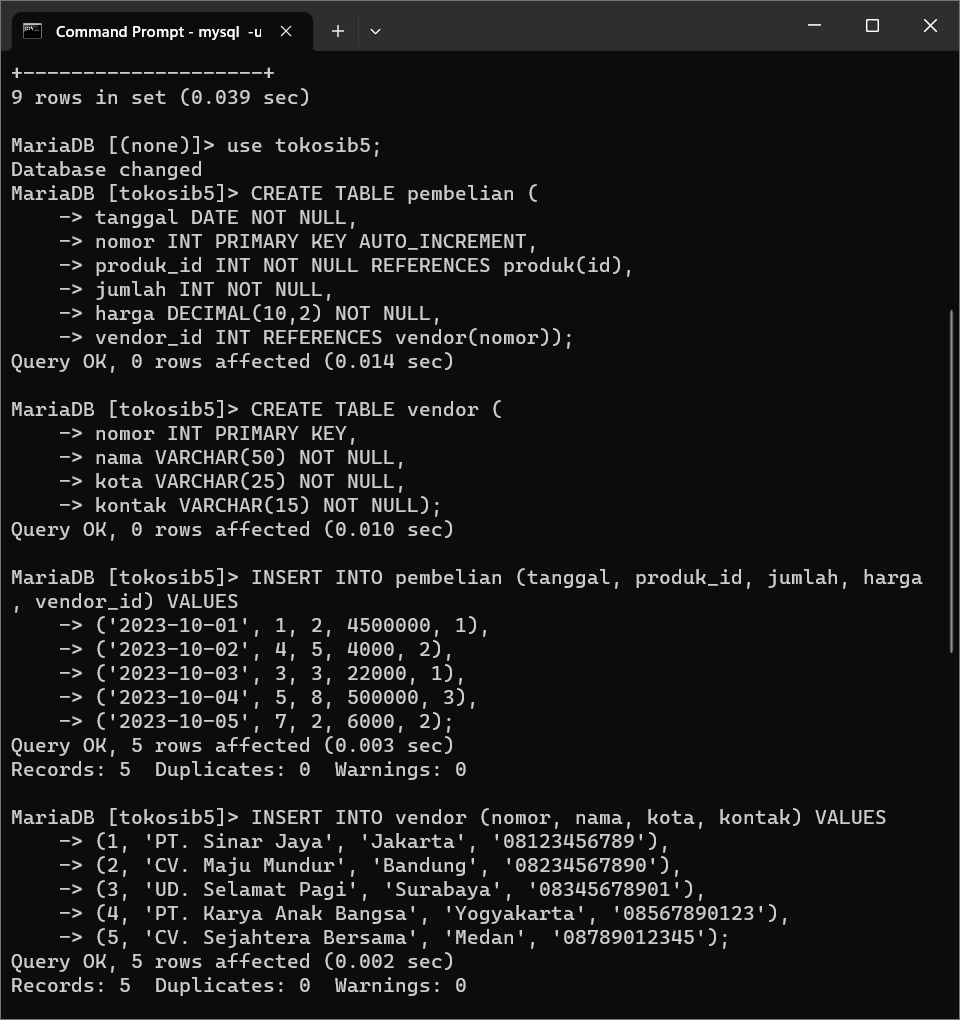 Command Prompt - mysql -u
+--------------------+
9 rows in set (0.039 sec)
MariaDB [(none)]> use tokosib5;
Database changed
MariaDB [tokosib5]> CREATE TABLE pembelian (
    -> tanggal DATE NOT NULL,
    -> nomor INT PRIMARY KEY AUTO_INCREMENT,
    -> produk_id INT NOT NULL REFERENCES produk(id),
    -> jumlah INT NOT NULL,
    -> harga DECIMAL(10,2) NOT NULL,
    -> vendor_id INT REFERENCES vendor(nomor));
Query OK, 0 rows affected (0.014 sec)
MariaDB [tokosib5]> CREATE TABLE vendor (
    -> nomor INT PRIMARY KEY,
    -> nama VARCHAR(50) NOT NULL,
    -> kota VARCHAR(25) NOT NULL,
    -> kontak VARCHAR(15) NOT NULL);
Query OK, 0 rows affected (0.010 sec)
MariaDB [tokosib5]> INSERT INTO pembelian (tanggal, produk_id, jumlah, harga
, vendor_id) VALUES
    -> ('2023-10-01', 1, 2, 4500000, 1),
    -> ('2023-10-02', 4, 5, 4000, 2),
    -> ('2023-10-03', 3, 3, 22000, 1),
    -> ('2023-10-04', 5, 8, 500000, 3),
    -> ('2023-10-05', 7, 2, 6000, 2);
Query OK, 5 rows affected (0.003 sec)
Records: 5  Duplicates: 0  Warnings: 0
MariaDB [tokosib5]> INSERT INTO vendor (nomor, nama, kota, kontak) VALUES
    -> (1, 'PT. Sinar Jaya', 'Jakarta', '08123456789'),
    -> (2, 'CV. Maju Mundur', 'Bandung', '08234567890'),
    -> (3, 'UD. Selamat Pagi', 'Surabaya', '08345678901'),
    -> (4, 'PT. Karya Anak Bangsa', 'Yogyakarta', '08567890123'),
    -> (5, 'CV. Sejahtera Bersama', 'Medan', '08789012345');
Query OK, 5 rows affected (0.002 sec)
Records: 5  Duplicates: 0  Warnings: 0